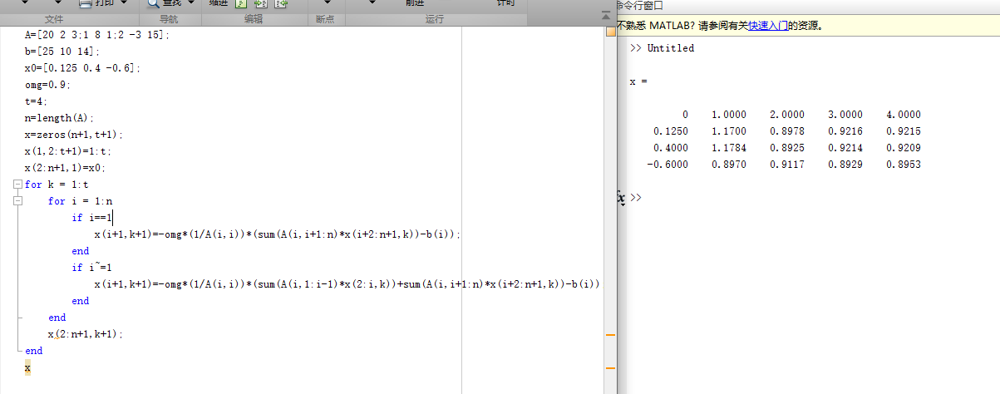 打印 查找 缩进 前进 计时
文件 导航 编辑 断点 运行
A=[20 2 3;1 8 1;2 -3 15];
b=[25 10 14];
x0=[0.125 0.4 -0.6];
omg=0.9;
t=4;
n=length(A);
x=zeros(n+1,t+1);
x(1,2:t+1)=1:t;
x(2:n+1,1)=x0;
for k = 1:t
for i = 1:n
if i==1
x(i+1,k+1)=-omg*(1/A(i,i))*(sum(A(i,i+1:n)*x(i+2:n+1,k))-b(i));
end
if i~=1
x(i+1,k+1)=-omg*(1/A(i,i))*(sum(A(i,1:i-1)*x(2:i,k))+sum(A(i,i+1:n)*x(i+2:n+1,k))-b(i))
end
end
x(2:n+1,k+1);
end
x
命令行窗口
不熟悉 MATLAB? 请参阅有关快速入门的资源。
>> Untitled
x =
0 1.0000 2.0000 3.0000 4.0000
0.1250 1.1700 0.8978 0.9216 0.9215
0.4000 1.1784 0.8925 0.9214 0.9209
-0.6000 0.8970 0.9117 0.8929 0.8953
fx >>